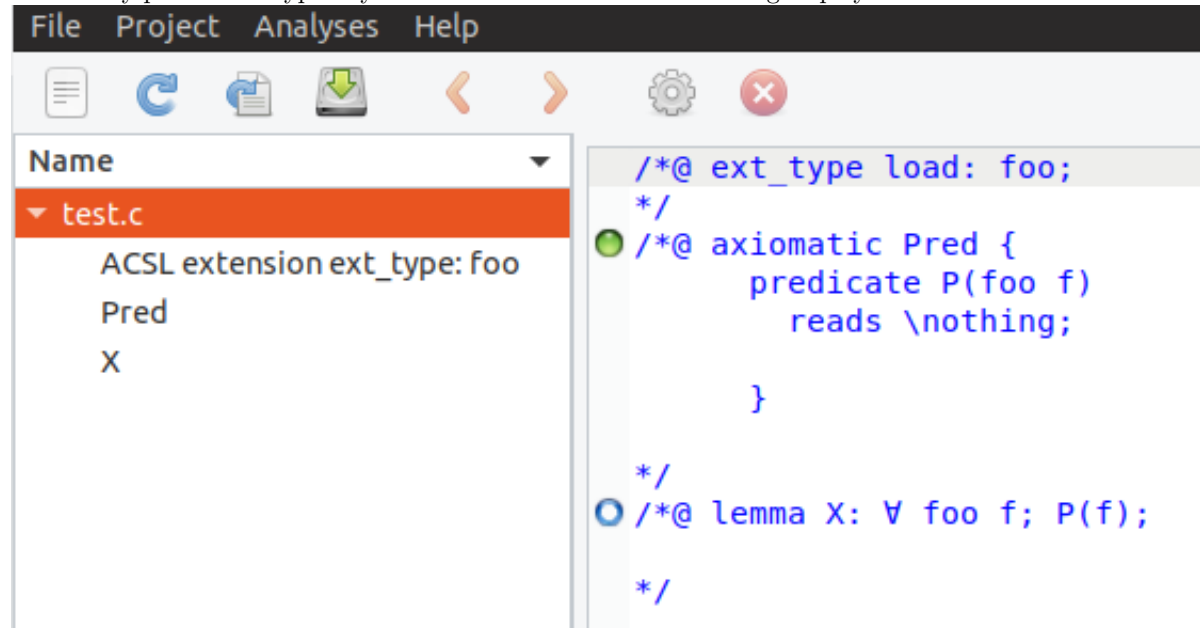 File Project Analyses Help
Name
test.c
ACSL extension ext_type: foo
Pred
X
/*@ ext_type load: foo;
*/
/*@ axiomatic Pred {
predicate P(foo f)
reads \nothing;
}
*/
/*@ lemma X: ∀ foo f; P(f);
*/